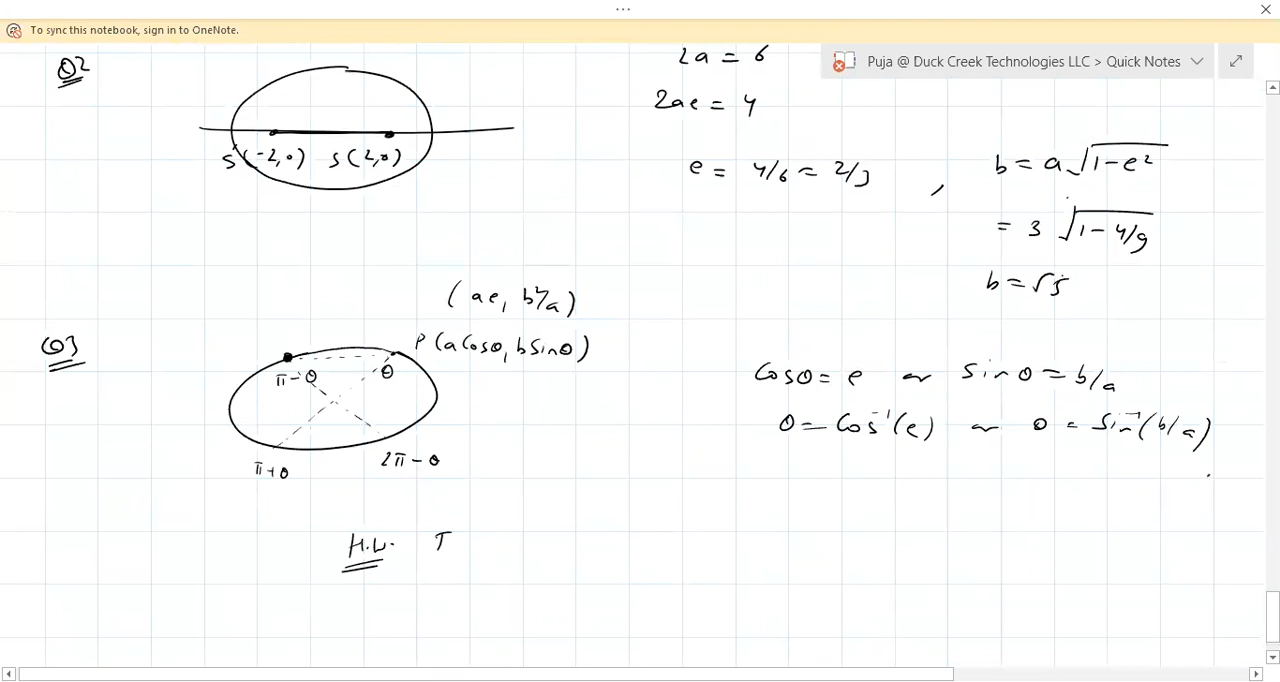 To sync this notebook, sign in to OneNote.
Puja @ Duck Creek Technologies LLC > Quick Notes
Q2
2a = 6
2ae = 4
S'(-2,0) S(2,0)
e = 4/6 = 2/3 ,
b = a√1-e²
= 3 √1-4/9
b = √5
(ae, b²/a)
Q3
P(a cosθ, b sinθ)
π-θ θ
π+θ 2π-θ
cosθ = e or sinθ = b/a
θ = cos⁻¹(e) or θ = sin⁻¹(b/a)
H.W. T